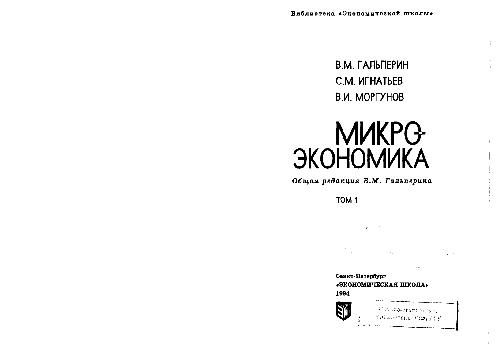 Библиотека «Экономической школы»
В.М. ГАЛЬПЕРИН
С.М. ИГНАТЬЕВ
В.И. МОРГУНОВ
МИКРО-
ЭКОНОМИКА
Общая редакция В.М. Гальперина
ТОМ 1
Санкт-Петербург
«ЭКОНОМИЧЕСКАЯ ШКОЛА»
1994